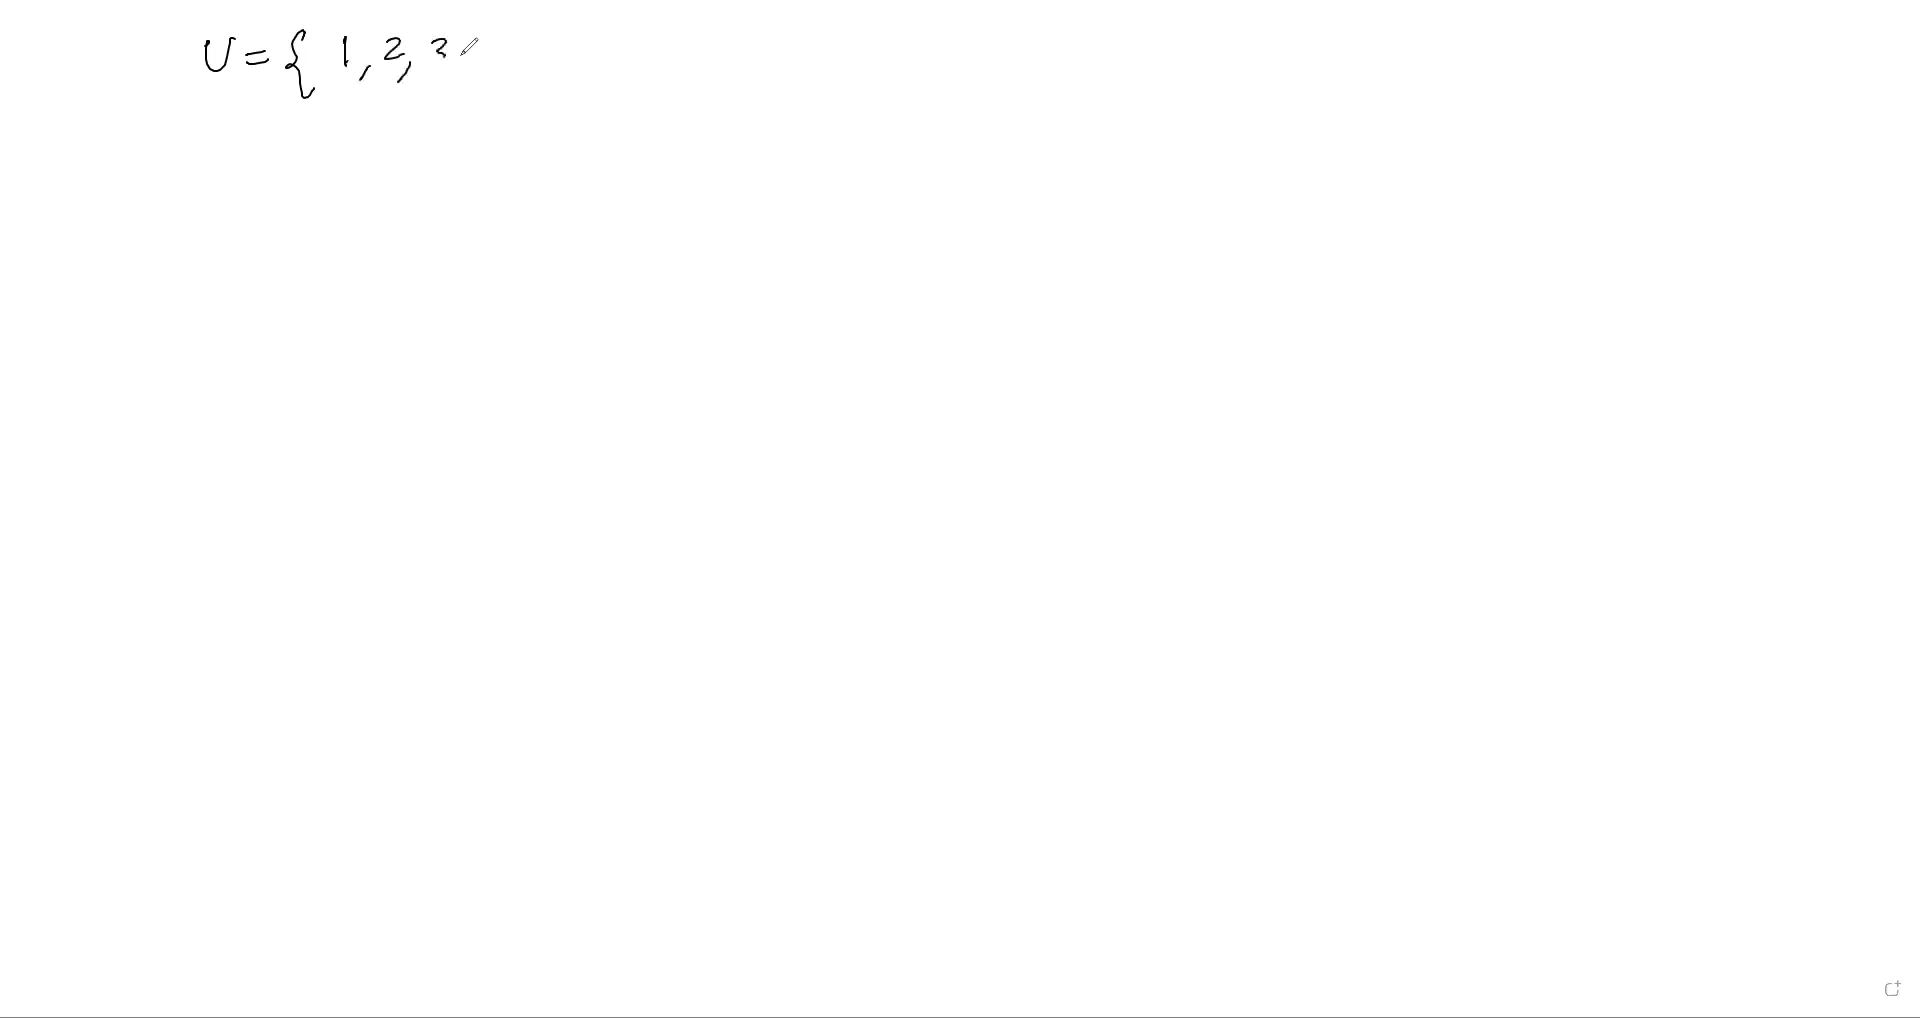 U = { 1, 2, 3